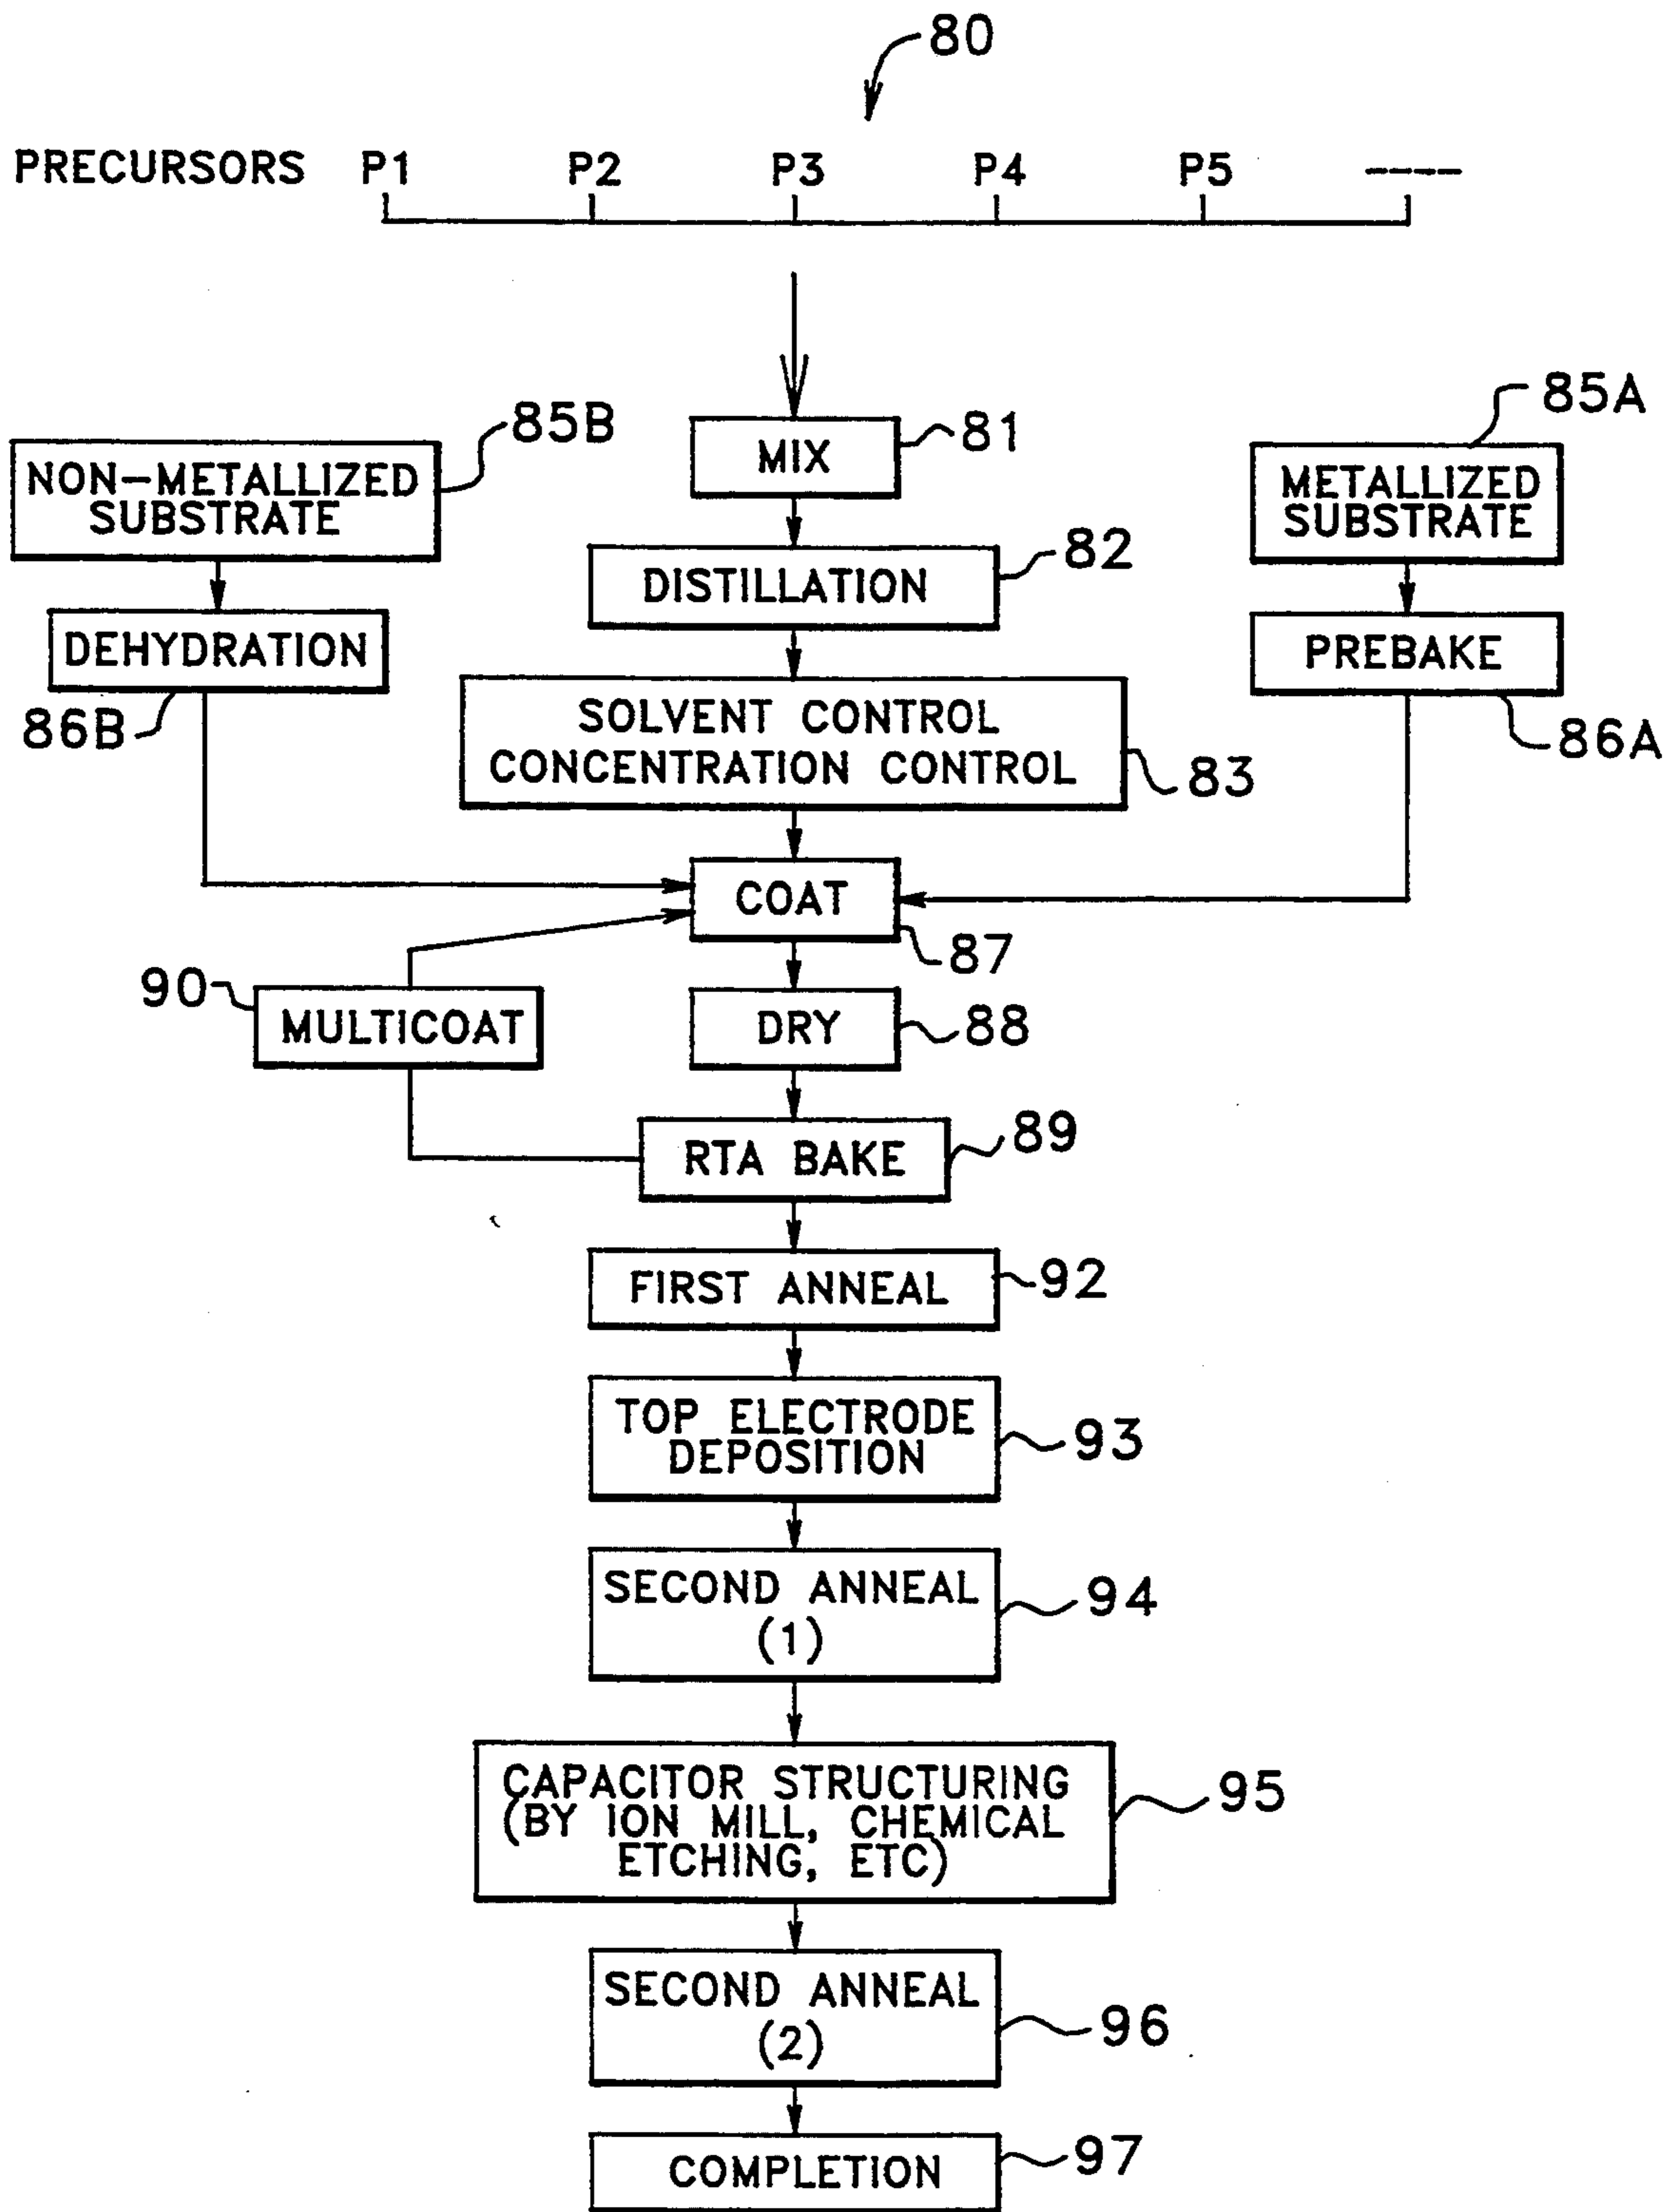 80
PRECURSORS P1 P2 P3 P4 P5 ----
85B
81
85A
NON-METALLIZED
SUBSTRATE
MIX
METALLIZED
SUBSTRATE
82
DISTILLATION
DEHYDRATION
PREBAKE
86B
SOLVENT CONTROL
CONCENTRATION CONTROL
86A
83
COAT
87
90
MULTICOAT
DRY
88
89
RTA BAKE
FIRST ANNEAL
92
TOP ELECTRODE
DEPOSITION
93
SECOND ANNEAL
(1)
94
CAPACITOR STRUCTURING
(BY ION MILL, CHEMICAL
ETCHING, ETC)
95
SECOND ANNEAL
(2)
96
COMPLETION
97